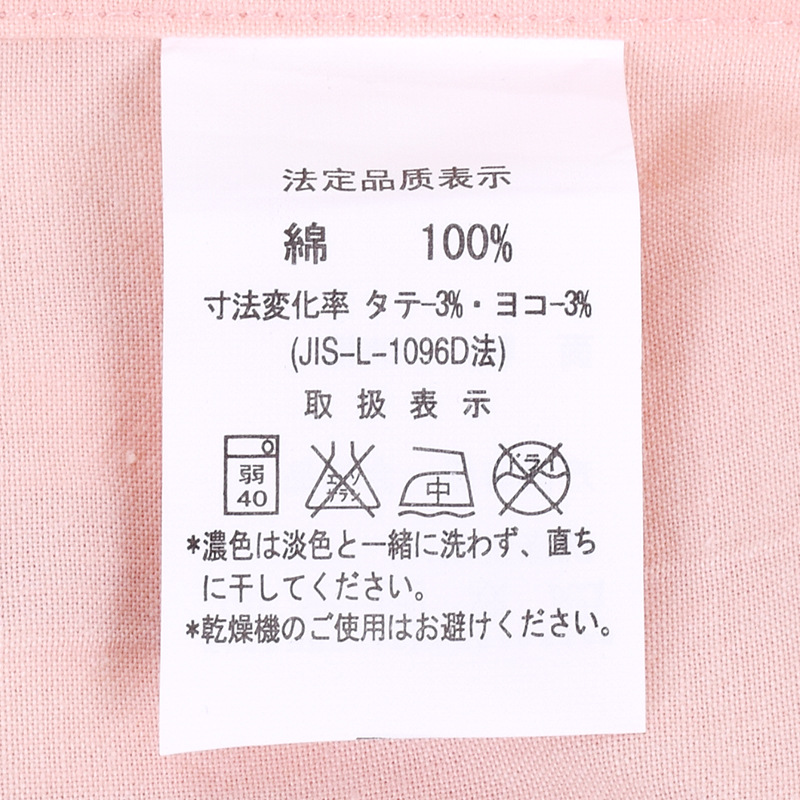 法定品质表示
綿 100%
寸法変化率 タテ-3%・ヨコ-3%
(JIS-L-1096D法)
取扱表示
弱
40
エンソ
サラシ
中
ドライ
*濃色は淡色と一緒に洗わず、直ち
に干してください。
*乾燥機のご使用はお避けください。